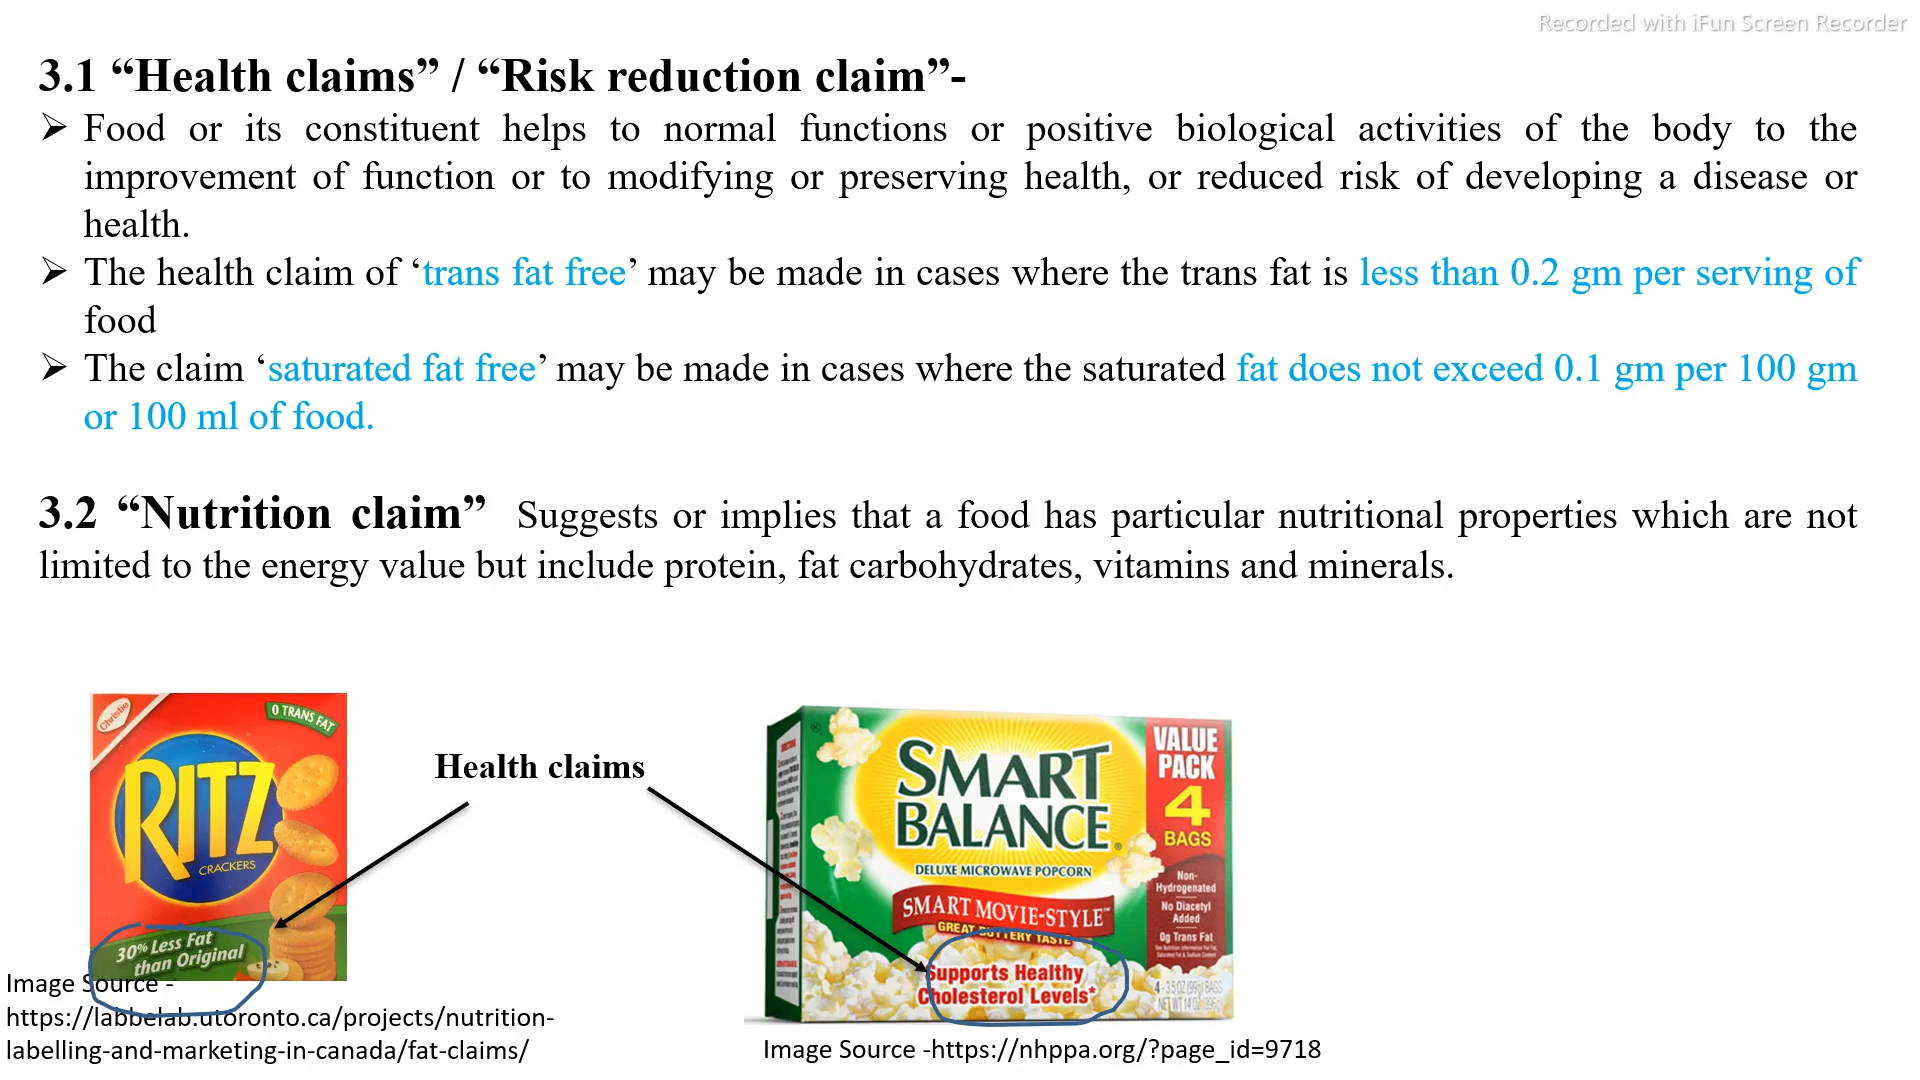 Recorded with iFun Screen Recorder
3.1 “Health claims” / “Risk reduction claim”-
➢ Food or its constituent helps to normal functions or positive biological activities of the body to the
improvement of function or to modifying or preserving health, or reduced risk of developing a disease or
health.
➢ The health claim of ‘trans fat free’ may be made in cases where the trans fat is less than 0.2 gm per serving of
food
➢ The claim ‘saturated fat free’ may be made in cases where the saturated fat does not exceed 0.1 gm per 100 gm
or 100 ml of food.
3.2 “Nutrition claim” Suggests or implies that a food has particular nutritional properties which are not
limited to the energy value but include protein, fat carbohydrates, vitamins and minerals.
Christie
0 TRANS FAT
RITZ
CRACKERS
30% Less Fat
than Original
Health claims
SMART
BALANCE
DELUXE MICROWAVE POPCORN
SMART MOVIE-STYLE™
GREAT BUTTERY TASTE
Supports Healthy
Cholesterol Levels*
VALUE
PACK
4
BAGS
Non-
Hydrogenated
No Diacetyl
Added
0g Trans Fat
Image Source -
https://labbelab.utoronto.ca/projects/nutrition-
labelling-and-marketing-in-canada/fat-claims/
Image Source -https://nhppa.org/?page_id=9718